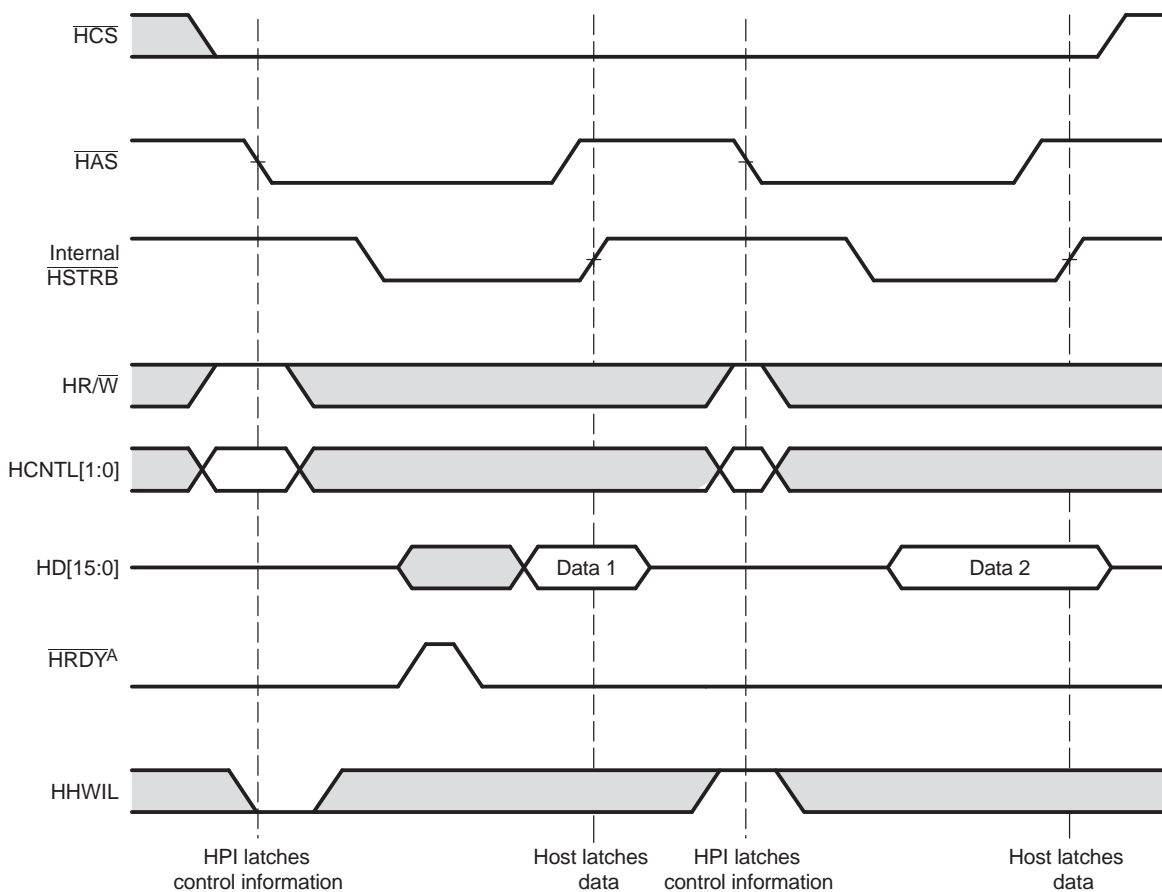 HCS
HAS
Internal
HSTRB
HR/W
HCNTL[1:0]
HD[15:0]
Data 1
Data 2
HRDYA
HHWIL
HPI latches
control information
Host latches
data
HPI latches
control information
Host latches
data